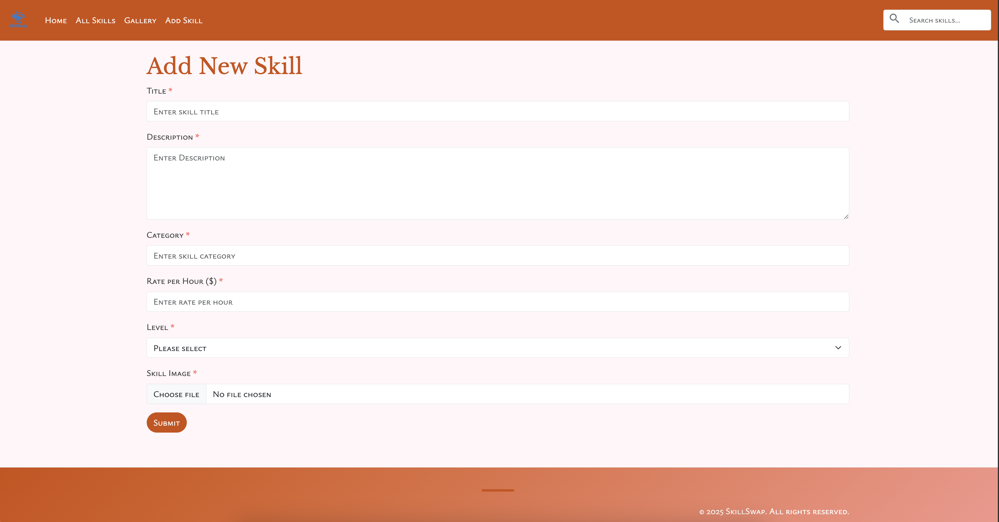 SkillSwap
Home All Skills Gallery Add Skill
Search skills...
Add New Skill
Title *
Enter skill title
Description *
Enter Description
Category *
Enter skill category
Rate per Hour ($) *
Enter rate per hour
Level *
Please select
Skill Image *
Choose file No file chosen
Submit
© 2025 SkillSwap. All rights reserved.